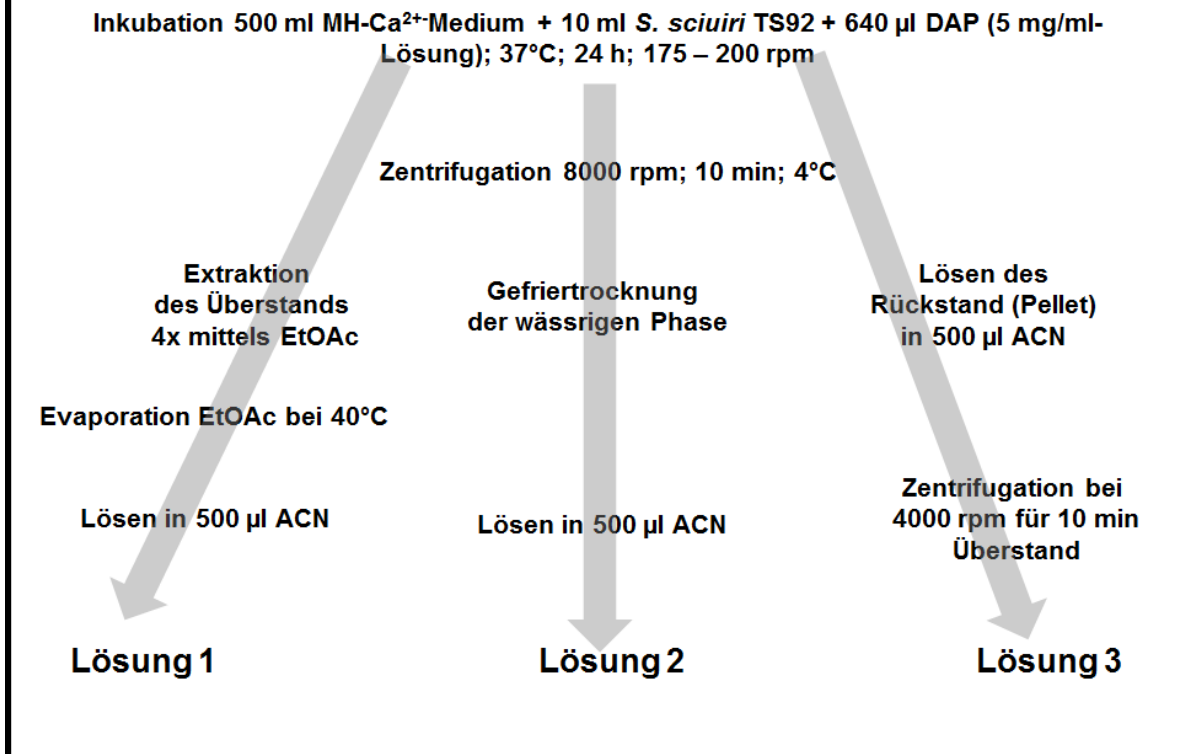 Inkubation 500 ml MH-Ca²⁺-Medium + 10 ml S. sciuiri TS92 + 640 µl DAP (5 mg/ml-
Lösung); 37°C; 24 h; 175 – 200 rpm
Zentrifugation 8000 rpm; 10 min; 4°C
Extraktion
des Überstands
4x mittels EtOAc
Evaporation EtOAc bei 40°C
Lösen in 500 µl ACN
Lösung 1
Gefriertrocknung
der wässrigen Phase
Lösen in 500 µl ACN
Lösung 2
Lösen des
Rückstand (Pellet)
in 500 µl ACN
Zentrifugation bei
4000 rpm für 10 min
Überstand
Lösung 3